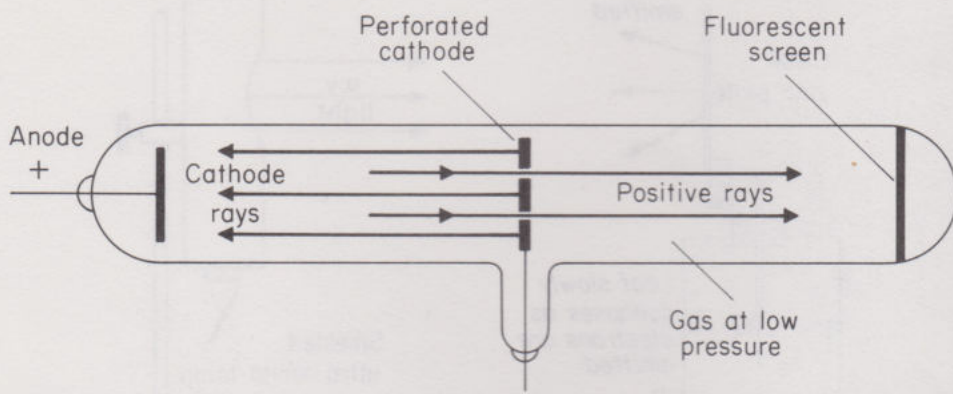 Perforated
cathode
Fluorescent
screen
Anode
+
Cathode
rays
Positive rays
Gas at low
pressure